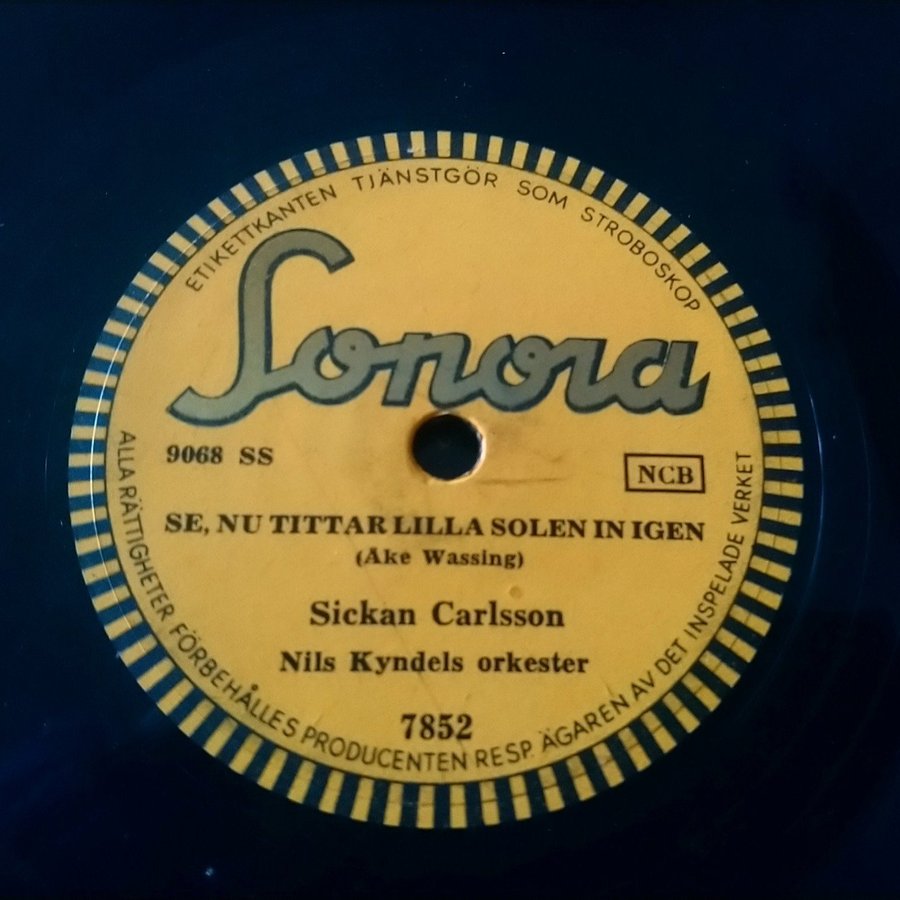 ETIKETTKANTEN TJÄNSTGÖR SOM STROBOSKOP
Sonora
9068 SS
NCB
SE, NU TITTAR LILLA SOLEN IN IGEN
(Åke Wassing)
Sickan Carlsson
Nils Kyndels orkester
7852
ALLA RÄTTIGHETER FÖRBEHÅLLES PRODUCENTEN RESP. ÄGAREN AV DET INSPELADE VERKET